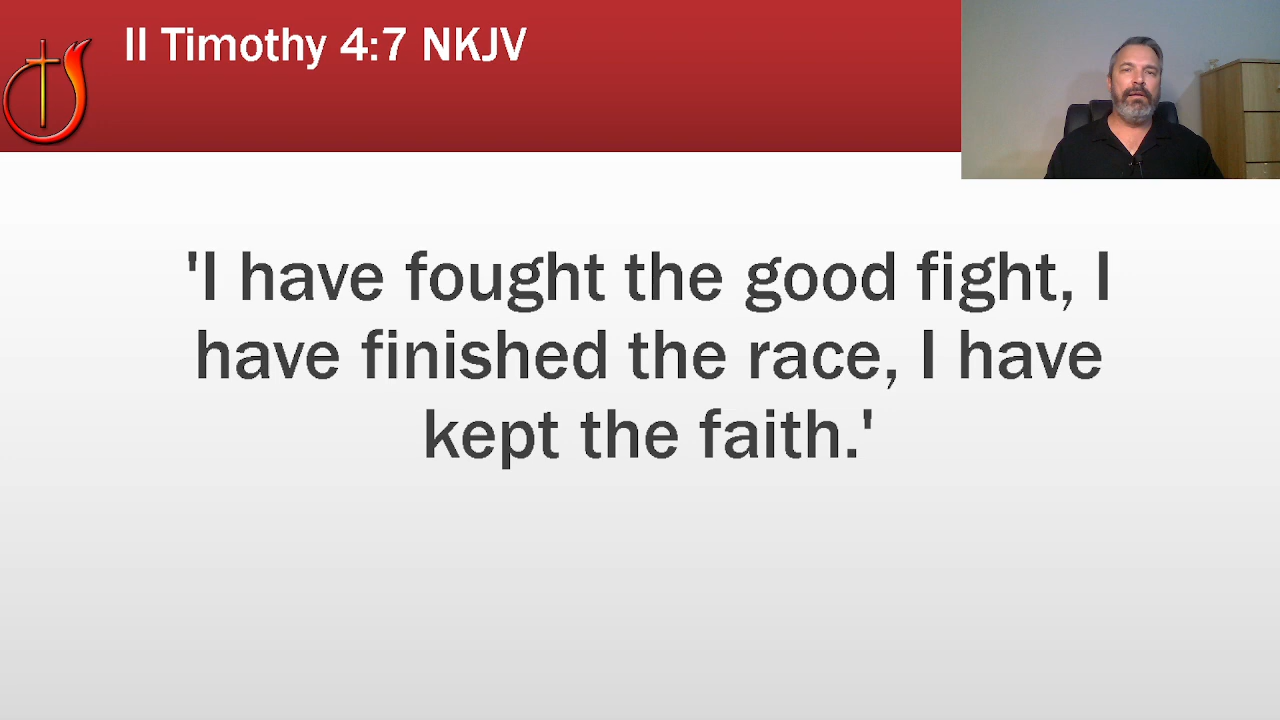 II Timothy 4:7 NKJV
'I have fought the good fight, I
have finished the race, I have
kept the faith.'